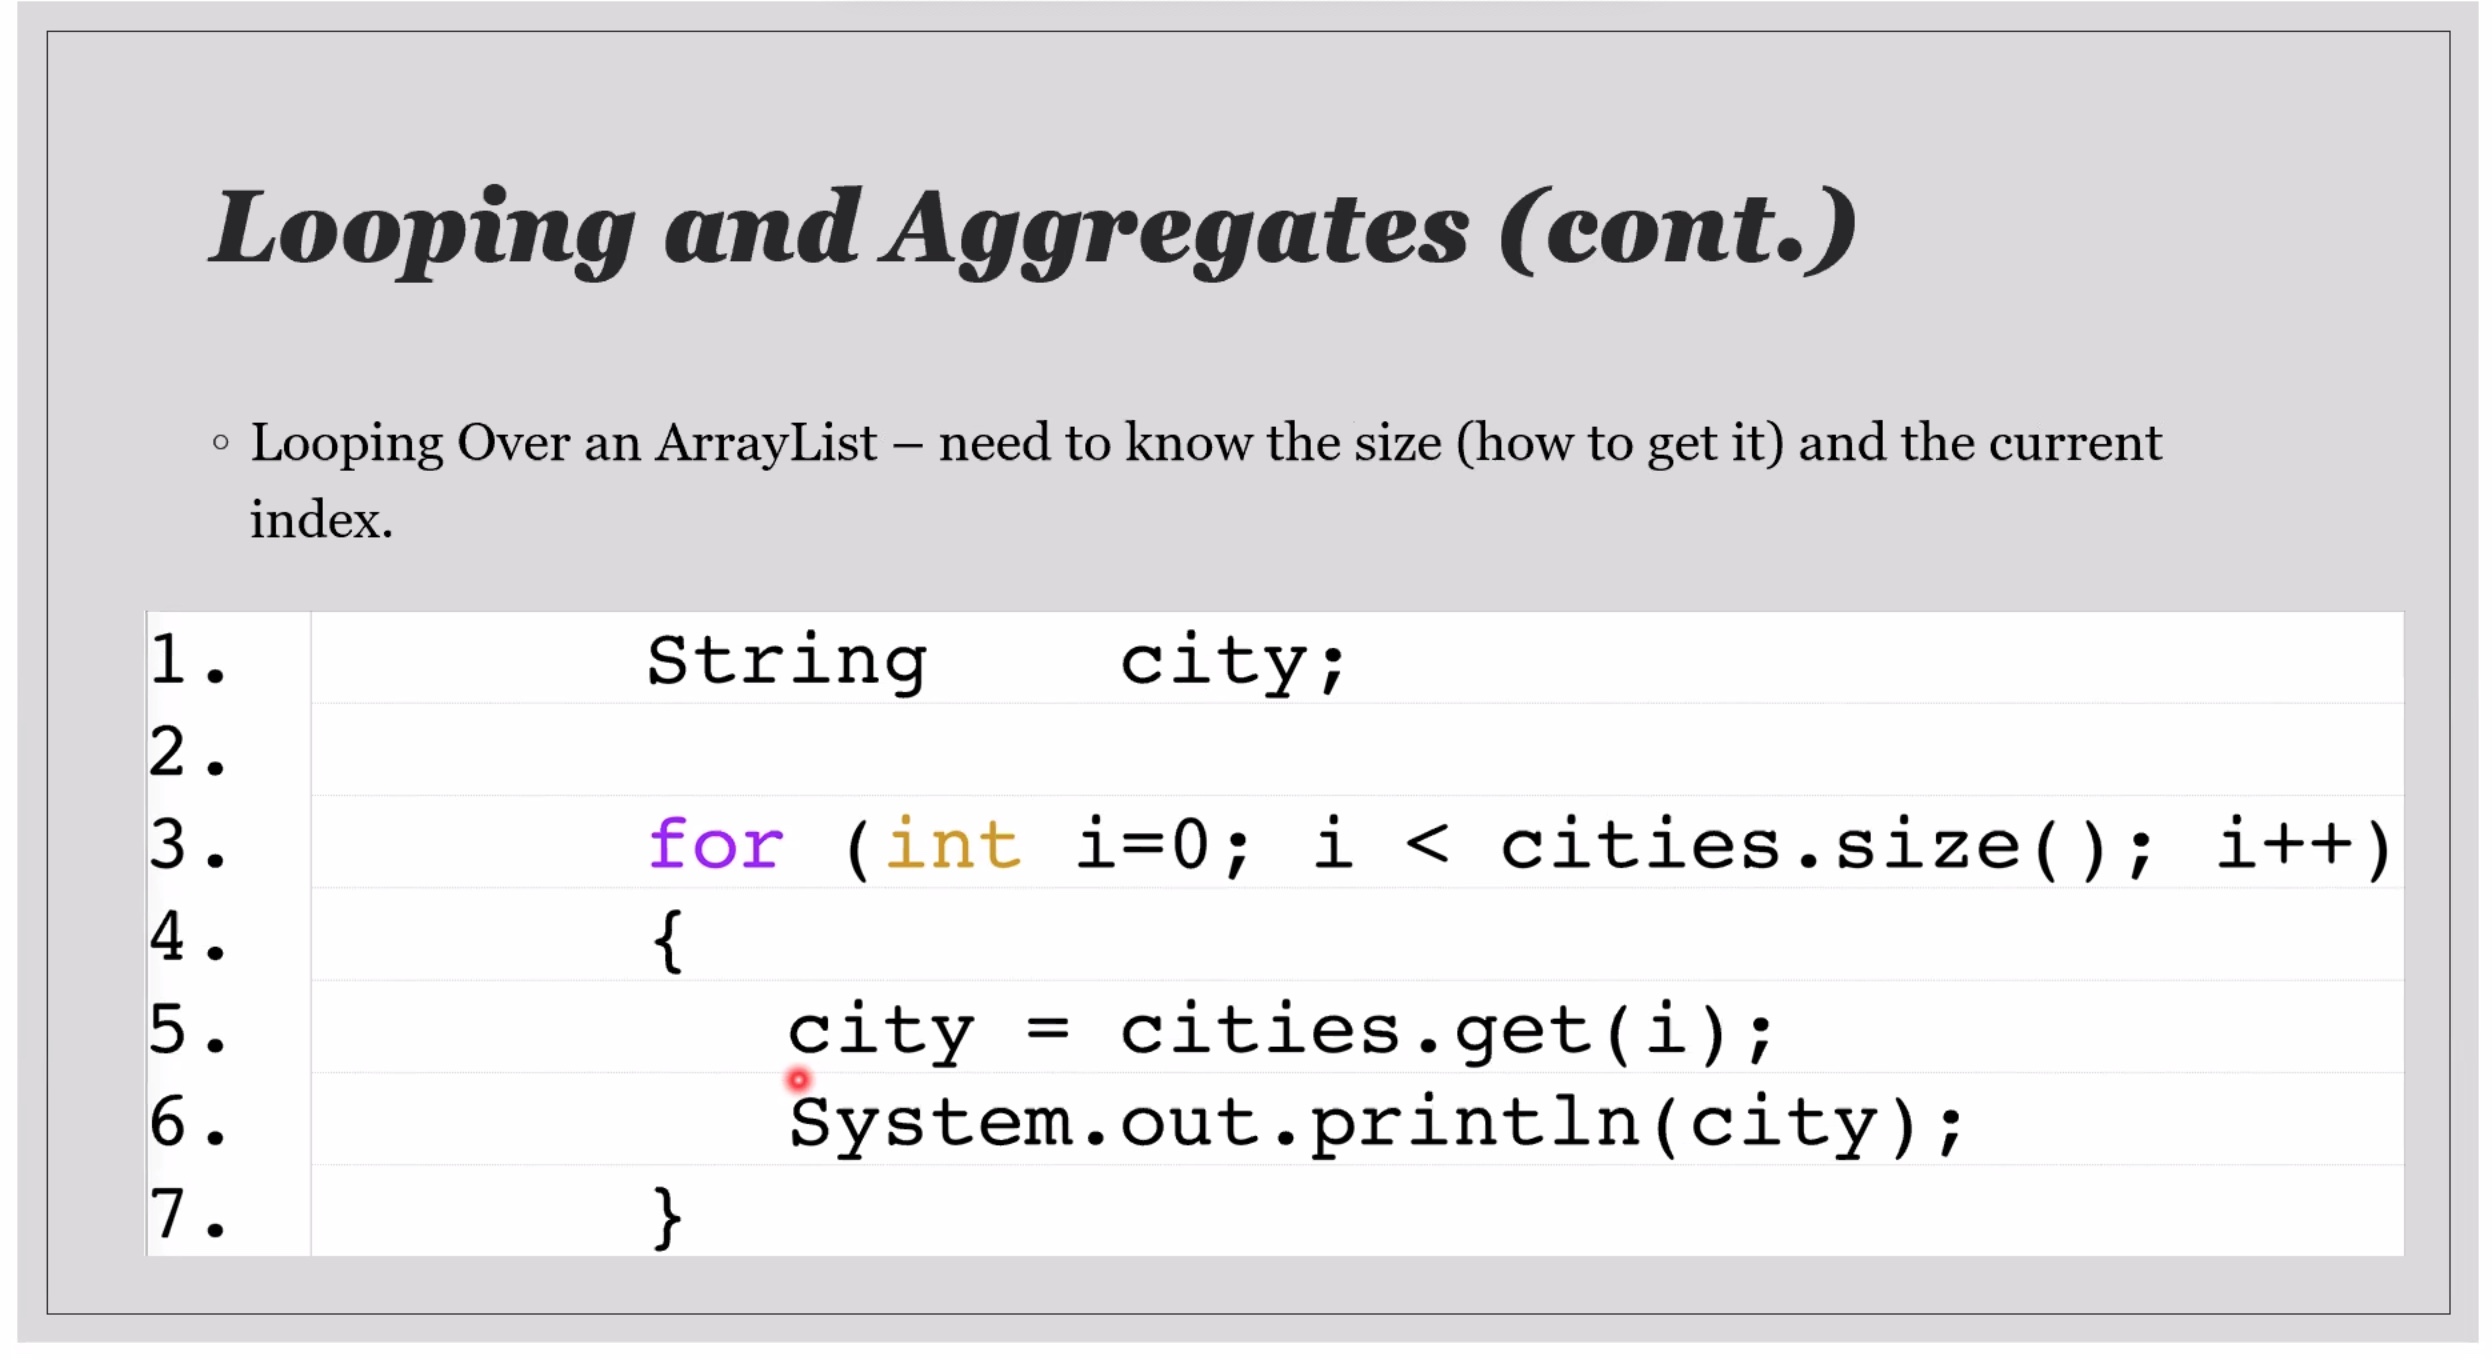 Looping and Aggregates (cont.)
◦ Looping Over an ArrayList – need to know the size (how to get it) and the current
index.
1. String city;
2.
3. for (int i=0; i < cities.size(); i++)
4. {
5. city = cities.get(i);
6. System.out.println(city);
7. }